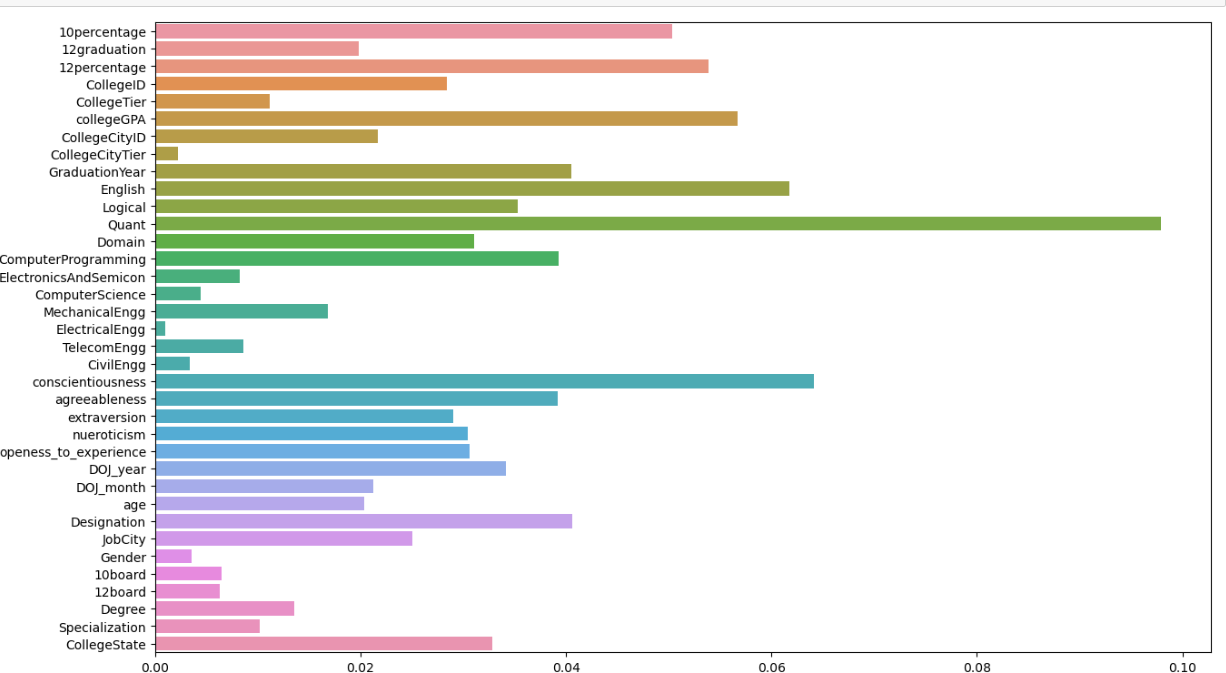 10percentage
12graduation
12percentage
CollegeID
CollegeTier
collegeGPA
CollegeCityID
CollegeCityTier
GraduationYear
English
Logical
Quant
Domain
ComputerProgramming
ElectronicsAndSemicon
ComputerScience
MechanicalEngg
ElectricalEngg
TelecomEngg
CivilEngg
conscientiousness
agreeableness
extraversion
nueroticism
openess_to_experience
DOJ_year
DOJ_month
age
Designation
JobCity
Gender
10board
12board
Degree
Specialization
CollegeState
0.00 0.02 0.04 0.06 0.08 0.10